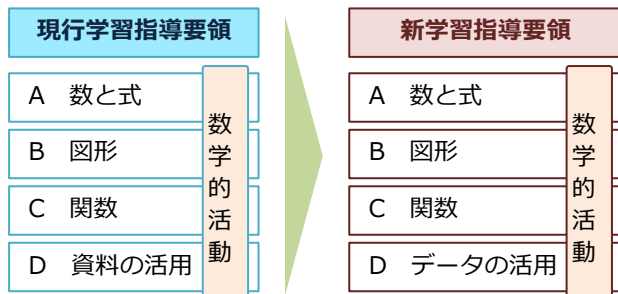 現行学習指導要領
A 数と式
B 図形
C 関数
D 資料の活用
数学的活動
新学習指導要領
A 数と式
B 図形
C 関数
D データの活用
数学的活動